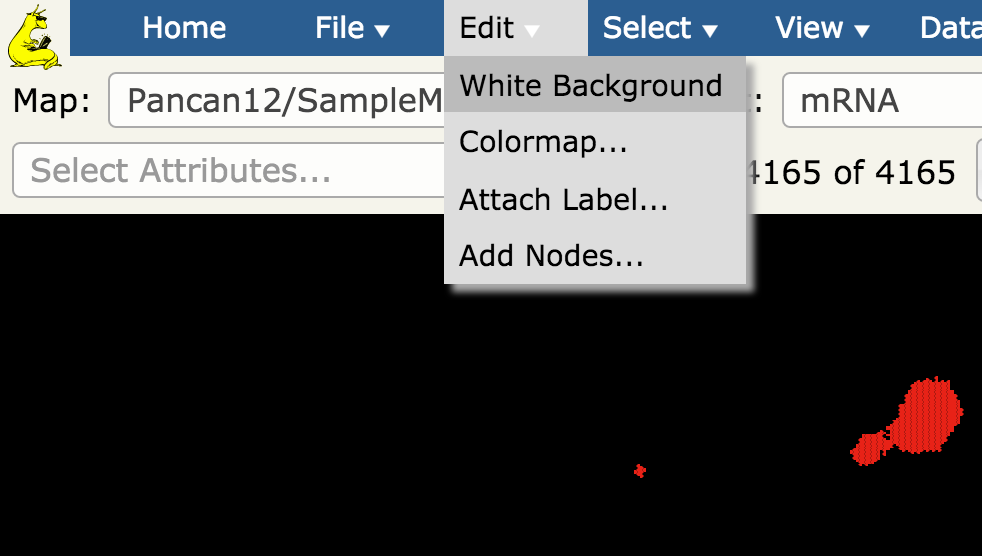 Home File Edit Select View Data
Map: Pancan12/SampleM : mRNA
White Background
Colormap...
Select Attributes... 4165 of 4165
Attach Label...
Add Nodes...